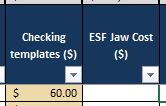 Checking templates ($)
ESF Jaw Cost ($)
$ 60.00